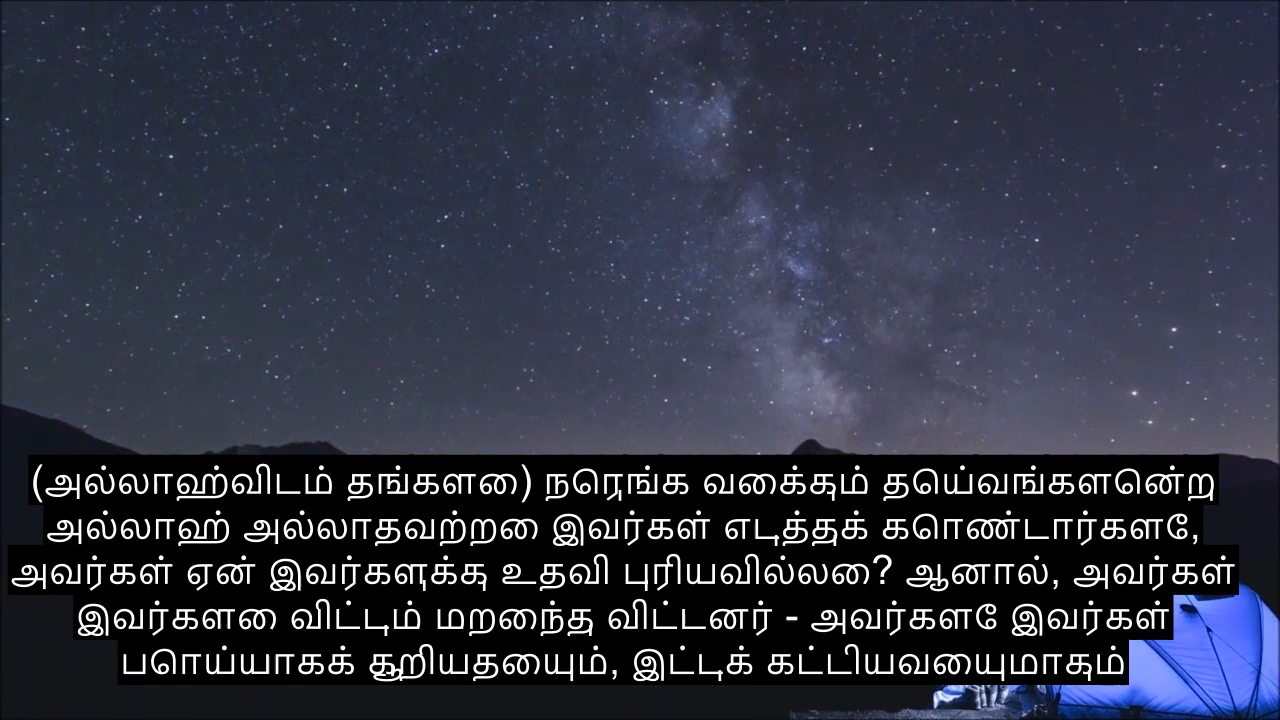 (அல்லாஹ்விடம் தங்களை) நெருங்க வைக்கும் தெய்வங்களென்று
அல்லாஹ் அல்லாதவற்றை இவர்கள் எடுத்துக் கொண்டார்களே,
அவர்கள் ஏன் இவர்களுக்கு உதவி புரியவில்லை? ஆனால், அவர்கள்
இவர்களை விட்டும் மறைந்து விட்டனர் - அவர்களே இவர்கள்
பொய்யாகக் கூறியதையும், இட்டுக் கட்டியவையுமாகும்